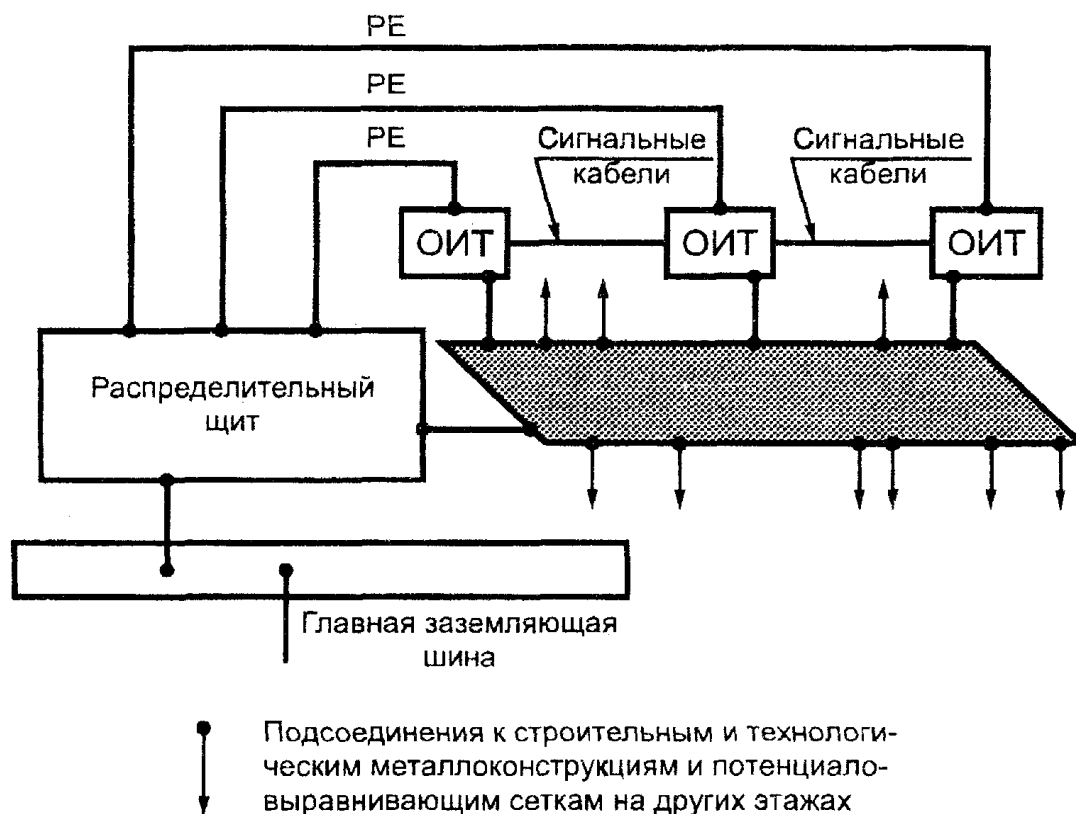 PE
PE
PE
Сигнальные
кабели
Сигнальные
кабели
ОИТ
ОИТ
ОИТ
Распределительный
щит
Главная заземляющая
шина
Подсоединения к строительным и технологи-
ческим металлоконструкциям и потенциало-
выравнивающим сеткам на других этажах